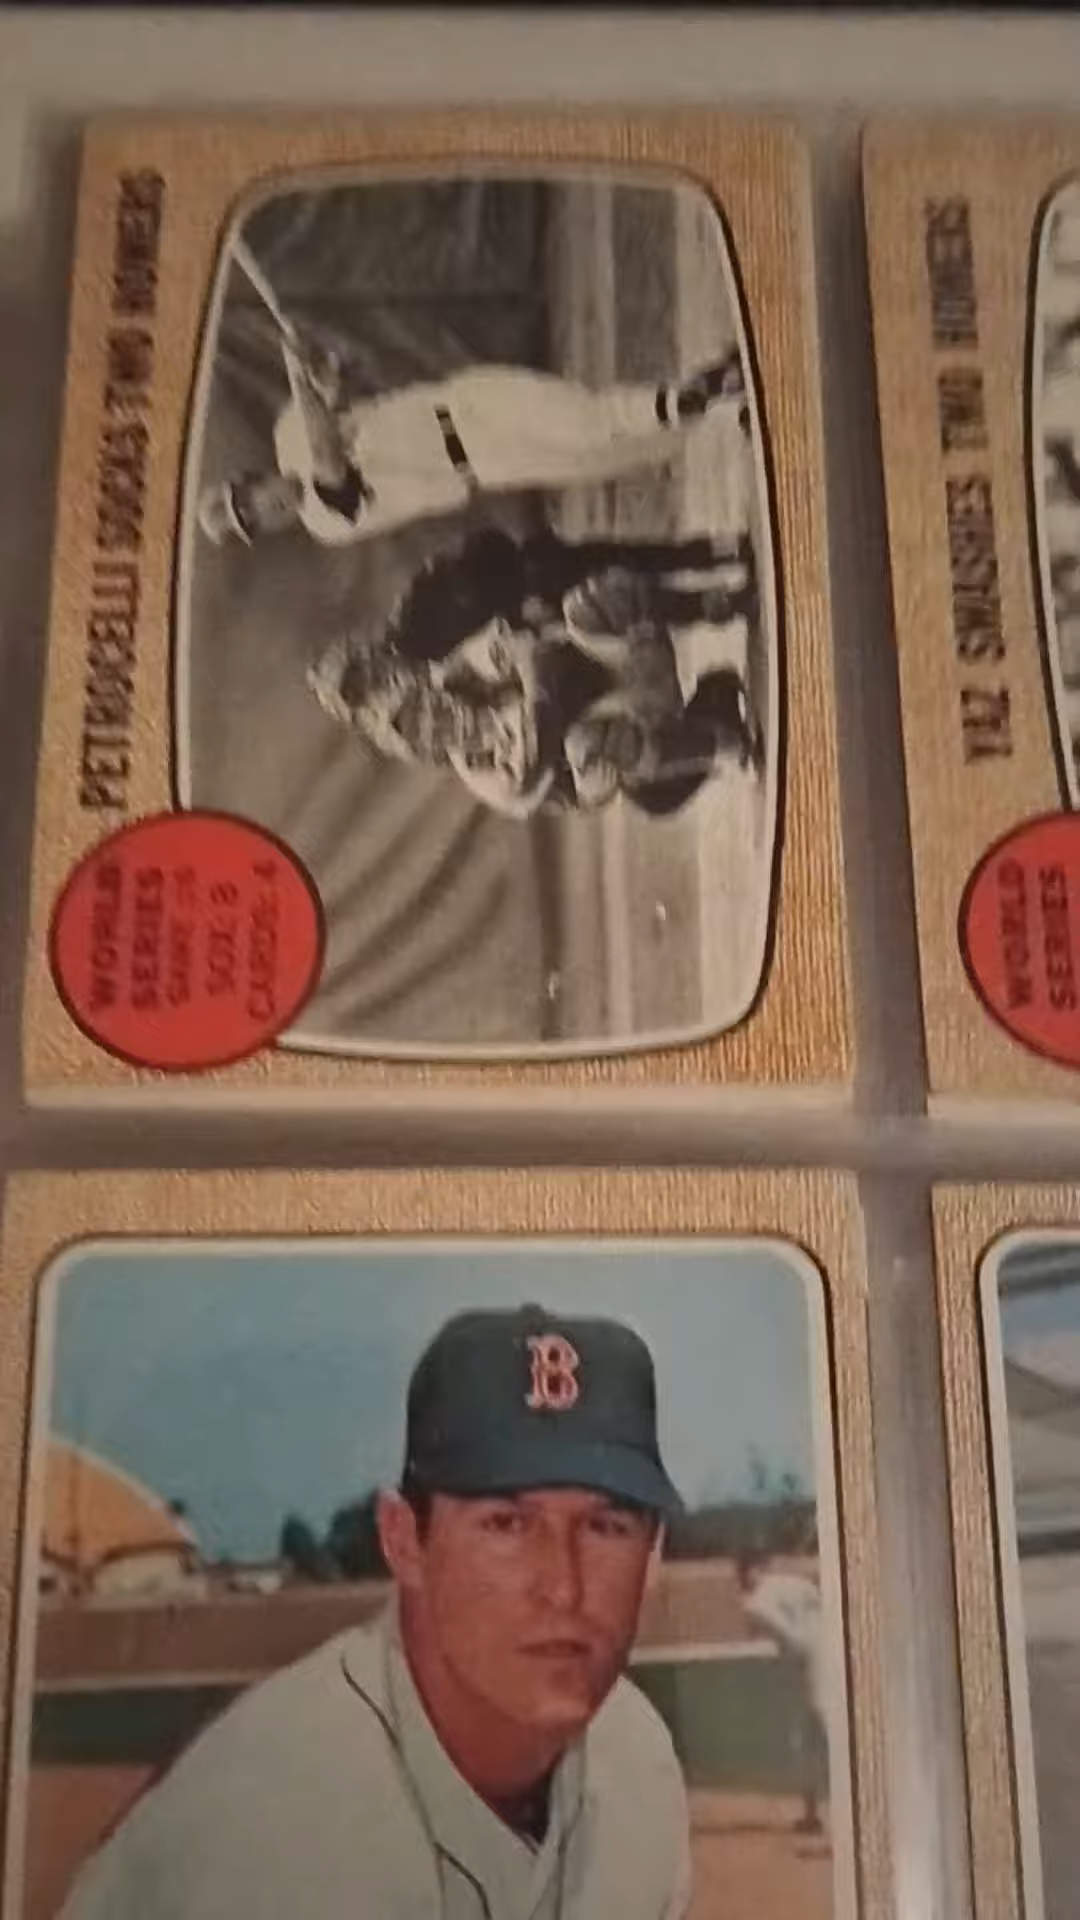 PETROCELLI SOCKS TWO HOMERS
WORLD
SERIES
GAME #6
SOX: 8
CARDS: 4
YAZ SMASHES TWO HOMERS
WORLD
SERIES
B